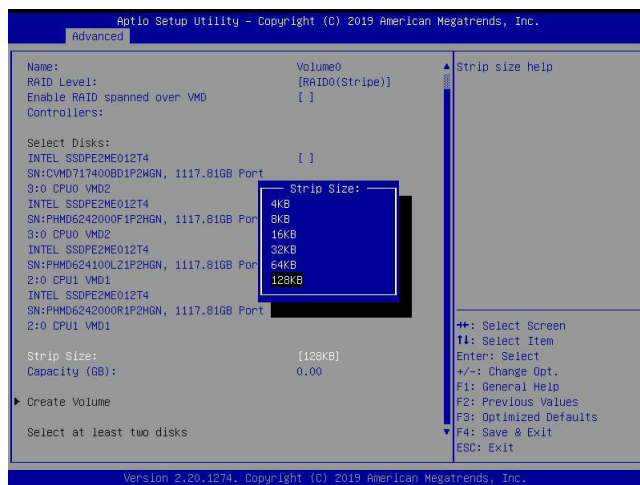 Aptio Setup Utility – Copyright (C) 2019 American Megatrends, Inc.
Advanced
Name: Volume0
RAID Level: [RAID0(Stripe)]
Enable RAID spanned over VMD [ ]
Controllers:
Select Disks:
INTEL SSDPE2ME012T4 [ ]
SN:CVMD717400BD1P2WGN, 1117.81GB Port
3:0 CPU0 VMD2
INTEL SSDPE2ME012T4
SN:PHMD6242000F1P2HGN, 1117.81GB Por
3:0 CPU0 VMD2
INTEL SSDPE2ME012T4
SN:PHMD624100LZ1P2HGN, 1117.81GB Por
2:0 CPU1 VMD1
INTEL SSDPE2ME012T4
SN:PHMD6242000R1P2HGN, 1117.81GB Port
2:0 CPU1 VMD1
Strip Size: [128KB]
Capacity (GB): 0.00
Create Volume
Select at least two disks
Strip Size:
4KB
8KB
16KB
32KB
64KB
128KB
Strip size help
→←: Select Screen
↑↓: Select Item
Enter: Select
+/-: Change Opt.
F1: General Help
F2: Previous Values
F3: Optimized Defaults
F4: Save & Exit
ESC: Exit
Version 2.20.1274. Copyright (C) 2019 American Megatrends, Inc.